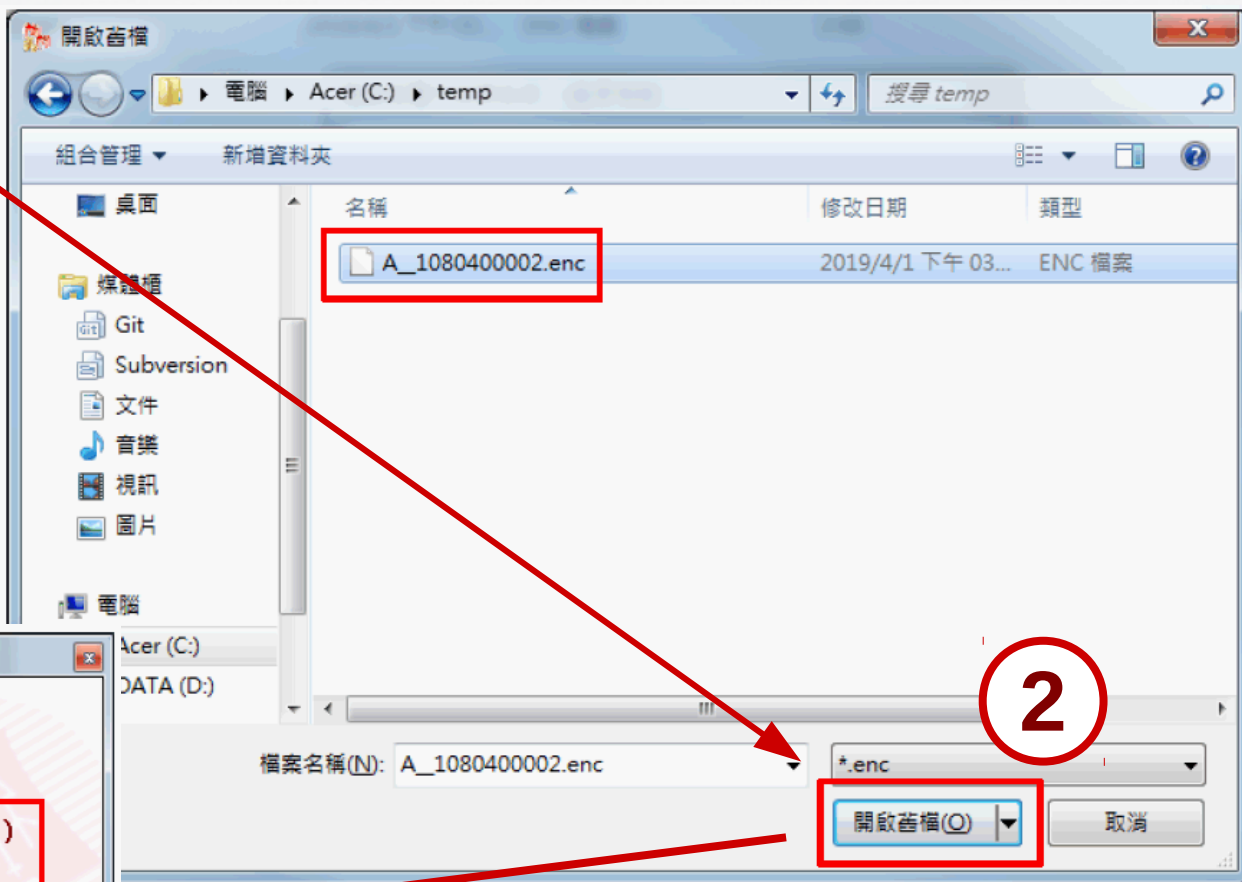 開啟舊檔
電腦 ▸ Acer (C:) ▸ temp
搜尋 temp
組合管理 新增資料夾
桌面
名稱 修改日期 類型
A__1080400002.enc 2019/4/1 下午 03... ENC 檔案
媒體櫃
Git
Subversion
文件
音樂
視訊
圖片
電腦
Acer (C:)
DATA (D:)
2
檔案名稱(N): A__1080400002.enc *.enc
開啟舊檔(O) 取消
)